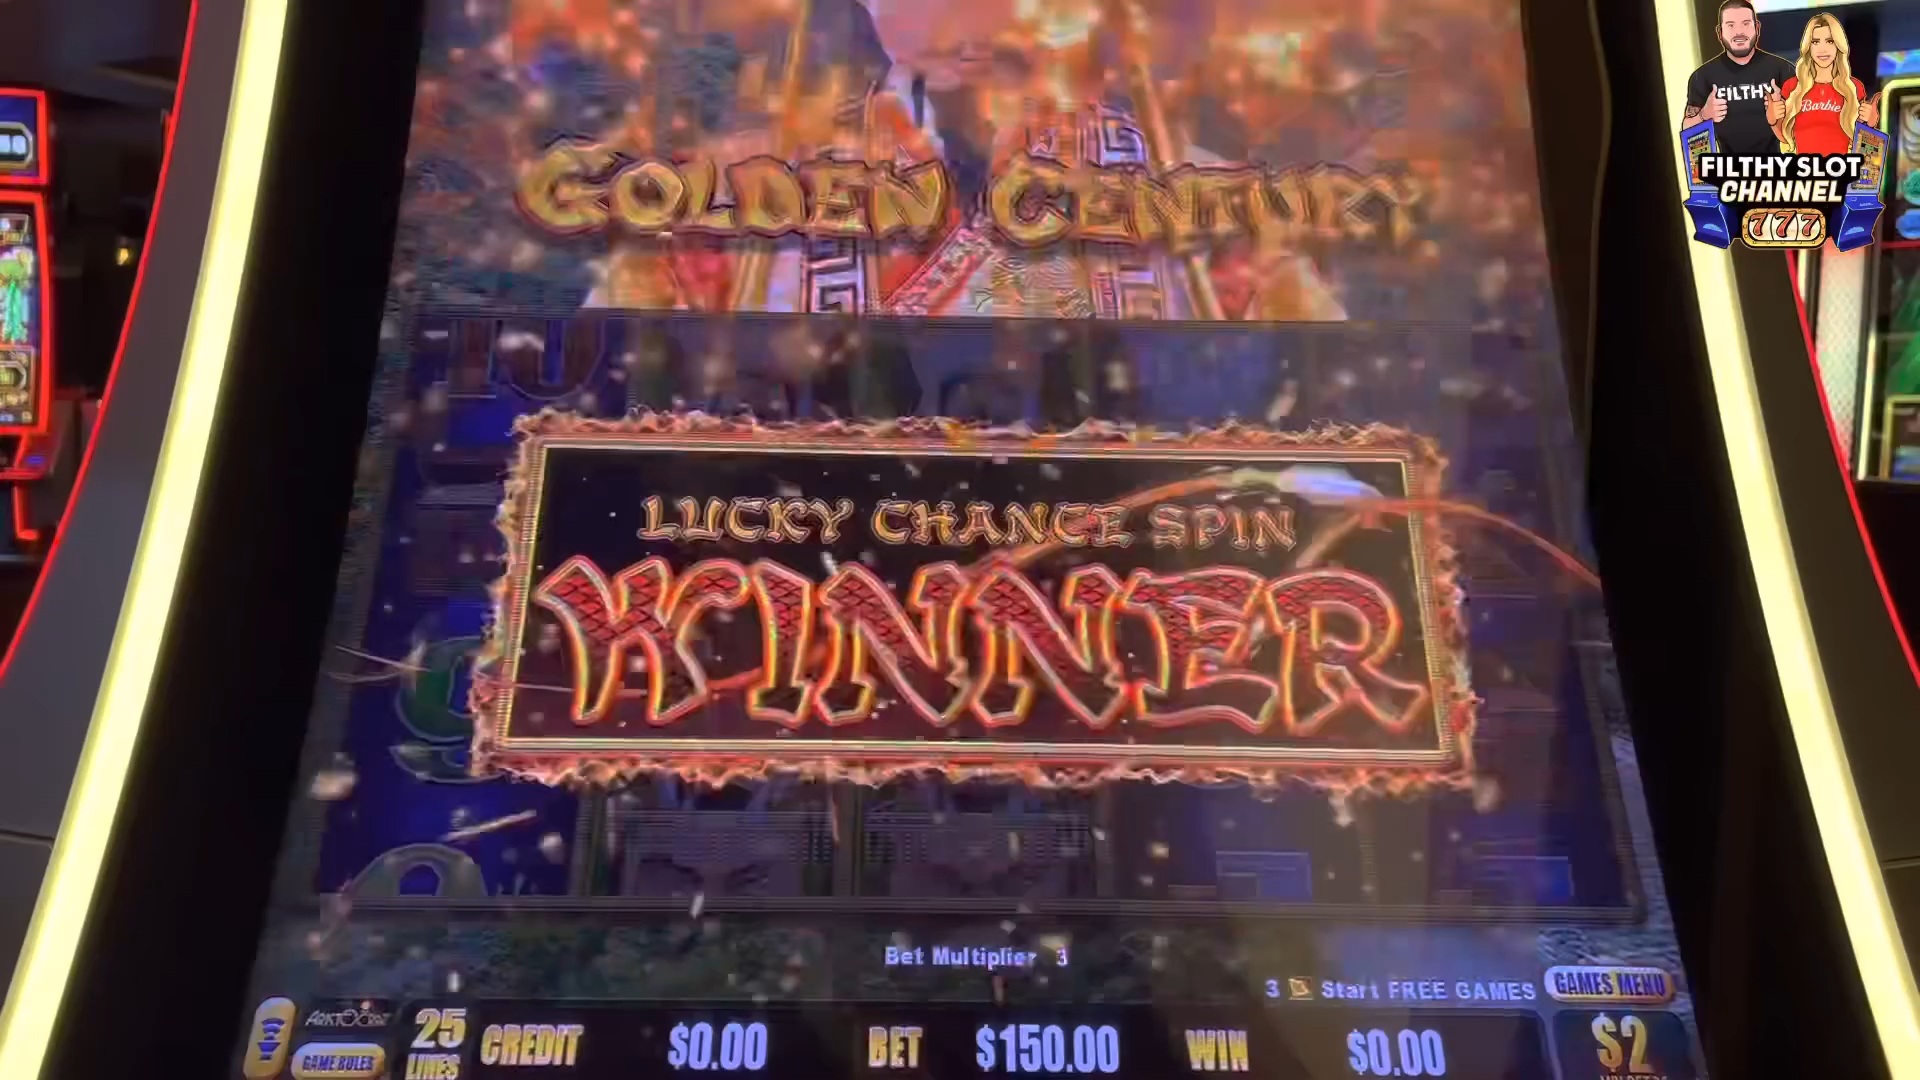 FILTHY
Barbie
FILTHY SLOT
CHANNEL
777
GOLDEN CENTURY
LUCKY CHANCE SPIN
WINNER
Bet Multiplier 3
3 Start FREE GAMES
GAMES MENU
GAME RULES
25
LINES
CREDIT $0.00 BET $150.00 WIN $0.00 $2